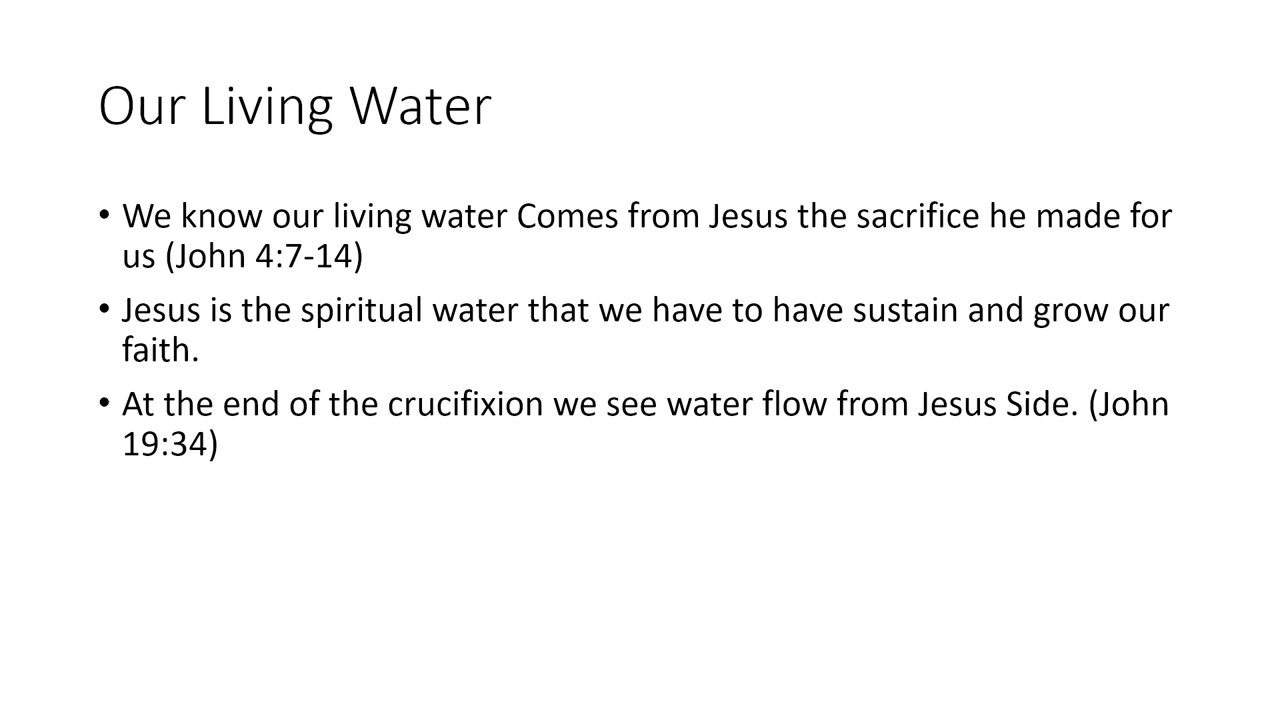 Our Living Water
• We know our living water Comes from Jesus the sacrifice he made for
us (John 4:7-14)
• Jesus is the spiritual water that we have to have sustain and grow our
faith.
• At the end of the crucifixion we see water flow from Jesus Side. (John
19:34)